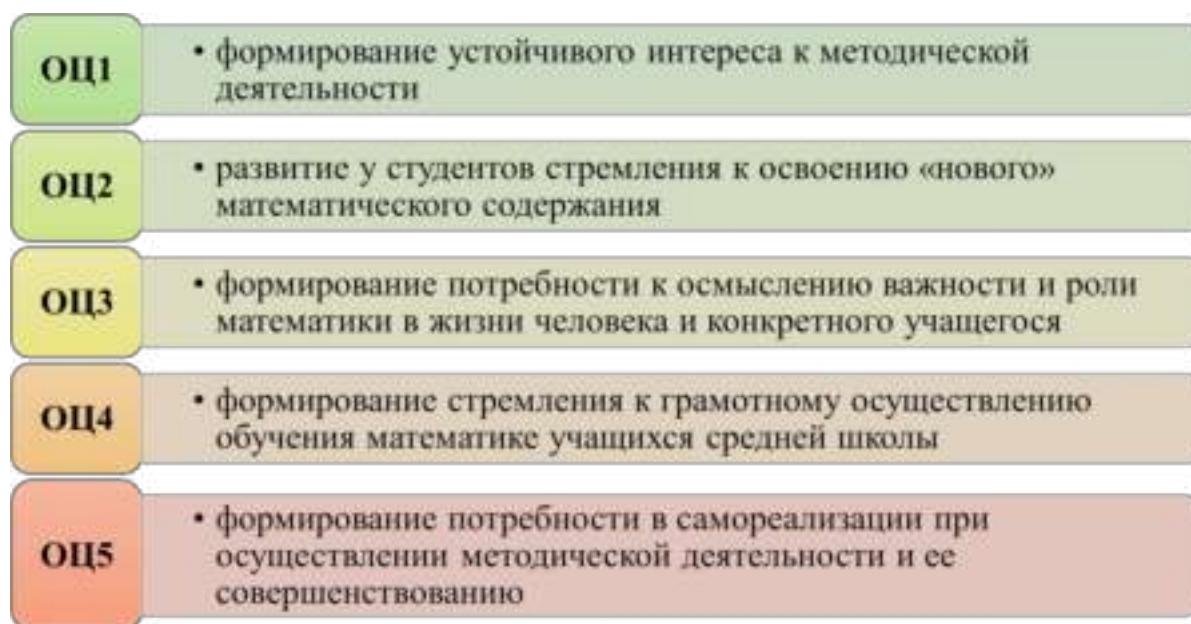 ОЦ1
• формирование устойчивого интереса к методической
деятельности
ОЦ2
• развитие у студентов стремления к освоению «нового»
математического содержания
ОЦ3
• формирование потребности к осмыслению важности и роли
математики в жизни человека и конкретного учащегося
ОЦ4
• формирование стремления к грамотному осуществлению
обучения математике учащихся средней школы
ОЦ5
• формирование потребности в самореализации при
осуществлении методической деятельности и ее
совершенствованию